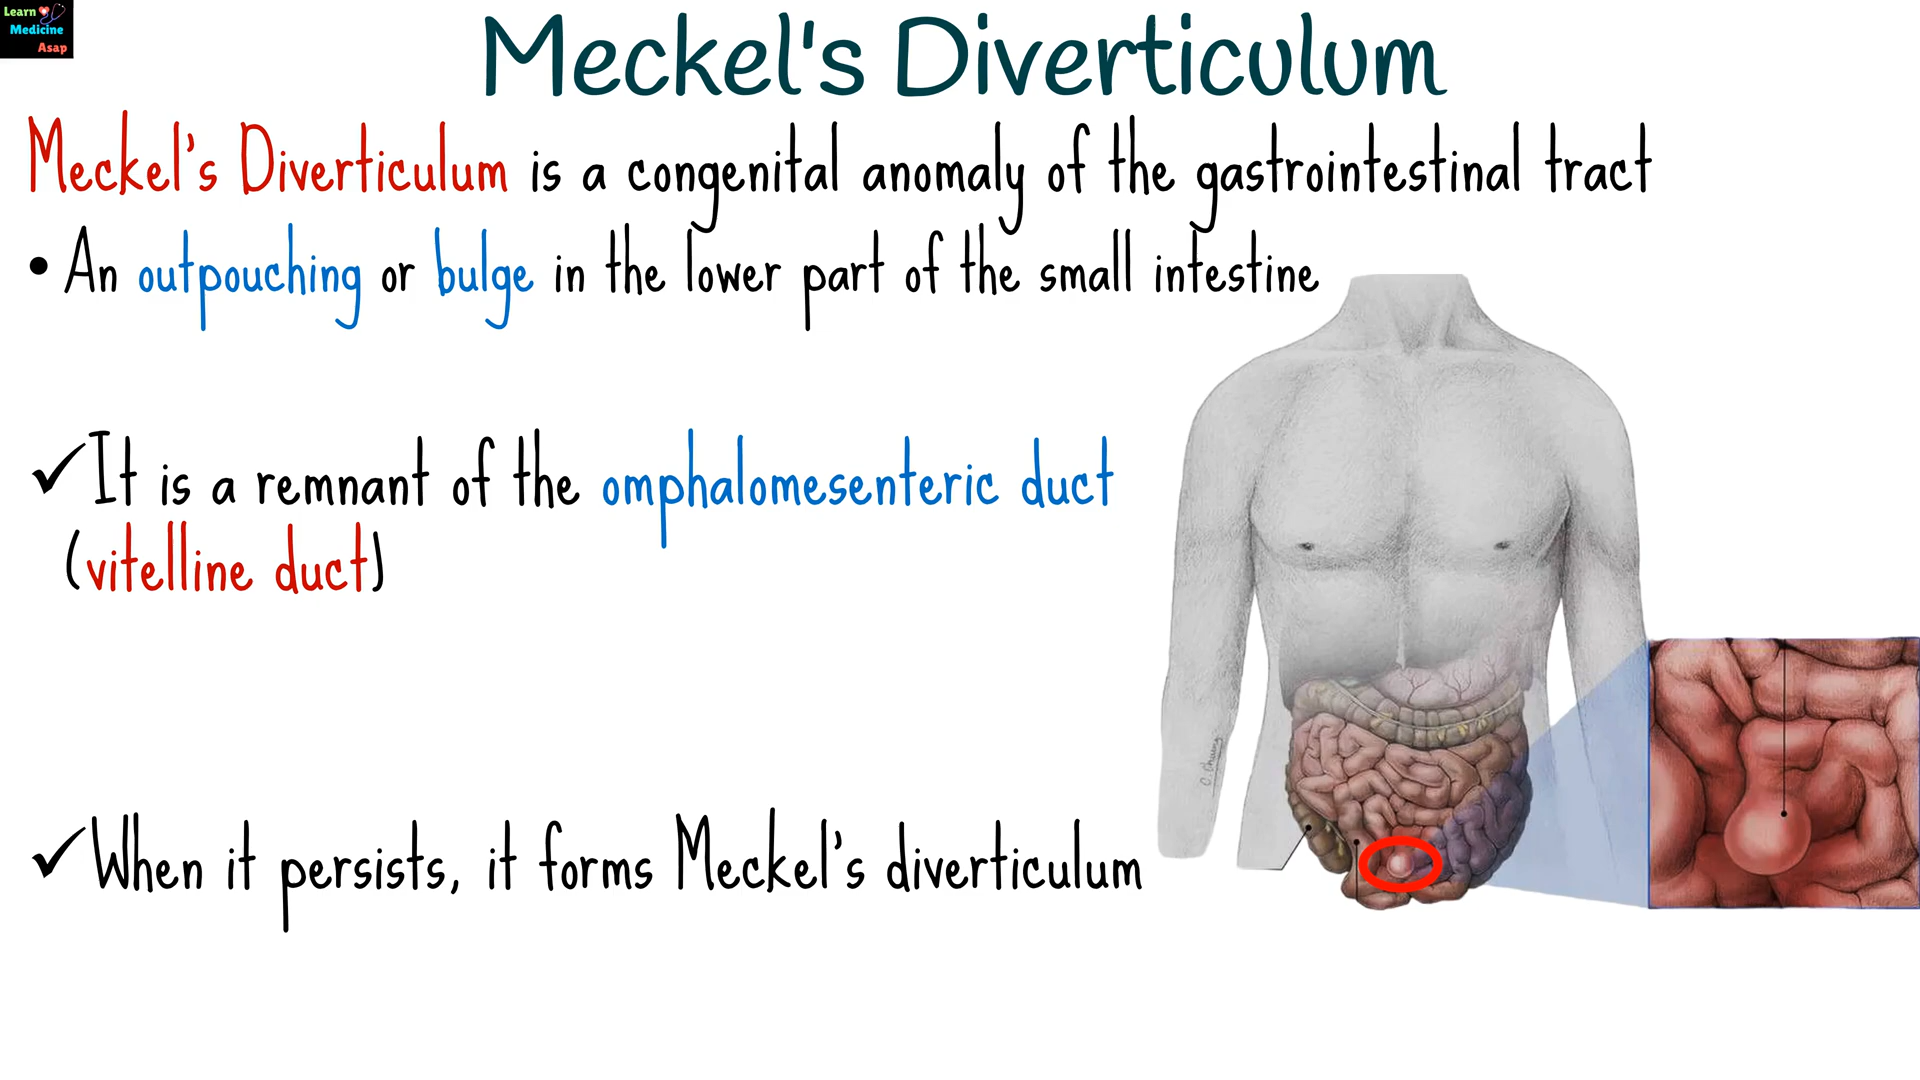 Learn
Medicine
Asap
Meckel's Diverticulum
Meckel's Diverticulum is a congenital anomaly of the gastrointestinal tract
• An outpouching or bulge in the lower part of the small intestine
✓It is a remnant of the omphalomesenteric duct
(vitelline duct)
✓When it persists, it forms Meckel's diverticulum